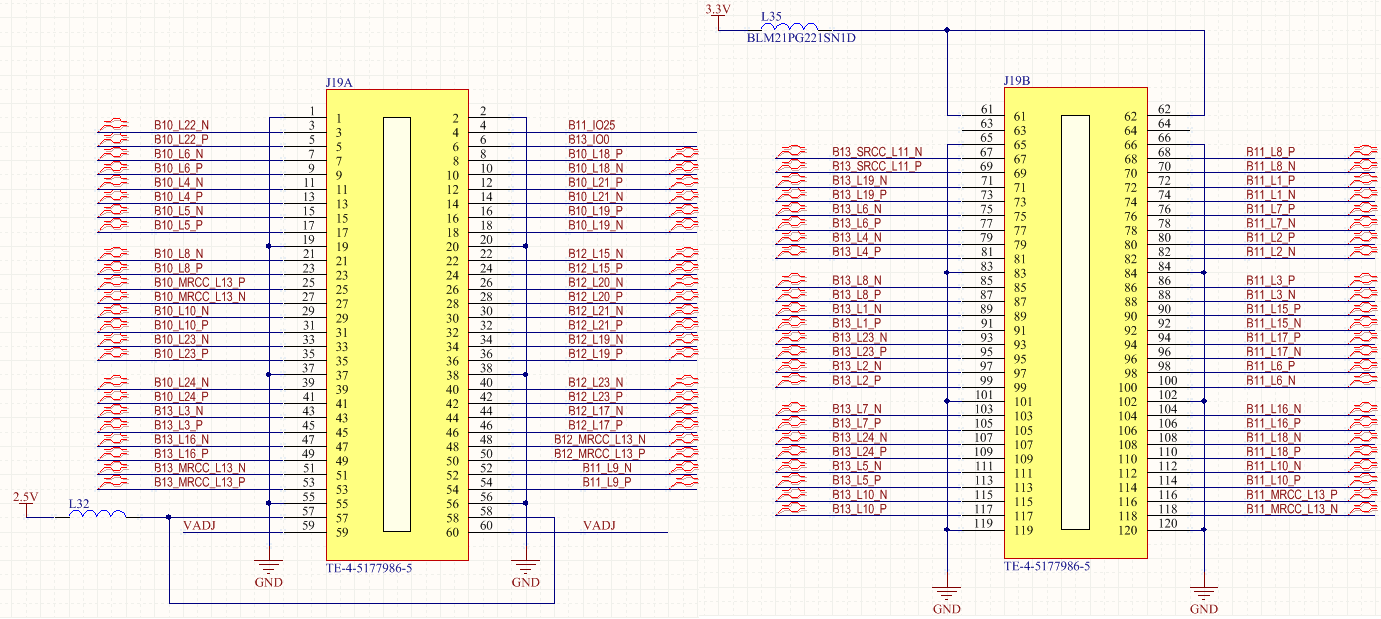 J19A
1 1 2 2
B10_L22_N 3 3 4 4 B11_IO25
B10_L22_P 5 5 6 6 B13_IO0
B10_L6_N 7 7 8 8 B10_L18_P
B10_L6_P 9 9 10 10 B10_L18_N
B10_L4_N 11 11 12 12 B10_L21_P
B10_L4_P 13 13 14 14 B10_L21_N
B10_L5_N 15 15 16 16 B10_L19_P
B10_L5_P 17 17 18 18 B10_L19_N
19 19 20 20
B10_L8_N 21 21 22 22 B12_L15_N
B10_L8_P 23 23 24 24 B12_L15_P
B10_MRCC_L13_P 25 25 26 26 B12_L20_N
B10_MRCC_L13_N 27 27 28 28 B12_L20_P
B10_L10_N 29 29 30 30 B12_L21_N
B10_L10_P 31 31 32 32 B12_L21_P
B10_L23_N 33 33 34 34 B12_L19_N
B10_L23_P 35 35 36 36 B12_L19_P
37 37 38 38
B10_L24_N 39 39 40 40 B12_L23_N
B10_L24_P 41 41 42 42 B12_L23_P
B13_L3_N 43 43 44 44 B12_L17_N
B13_L3_P 45 45 46 46 B12_L17_P
B13_L16_N 47 47 48 48 B12_MRCC_L13_N
B13_L16_P 49 49 50 50 B12_MRCC_L13_P
B13_MRCC_L13_N 51 51 52 52 B11_L9_N
B13_MRCC_L13_P 53 53 54 54 B11_L9_P
2.5V
L32 55 55 56 56
57 57 58 58
VADJ 59 59 60 60 VADJ
TE-4-5177986-5
GND GND
3.3V
L35
BLM21PG221SN1D
J19B
61 61 62 62
63 63 64 64
65 65 66 66
B13_SRCC_L11_N 67 67 68 68 B11_L8_P
B13_SRCC_L11_P 69 69 70 70 B11_L8_N
B13_L19_N 71 71 72 72 B11_L1_P
B13_L19_P 73 73 74 74 B11_L1_N
B13_L6_N 75 75 76 76 B11_L7_P
B13_L6_P 77 77 78 78 B11_L7_N
B13_L4_N 79 79 80 80 B11_L2_P
B13_L4_P 81 81 82 82 B11_L2_N
83 83 84 84
B13_L8_N 85 85 86 86 B11_L3_P
B13_L8_P 87 87 88 88 B11_L3_N
B13_L1_N 89 89 90 90 B11_L15_P
B13_L1_P 91 91 92 92 B11_L15_N
B13_L23_N 93 93 94 94 B11_L17_P
B13_L23_P 95 95 96 96 B11_L17_N
B13_L2_N 97 97 98 98 B11_L6_P
B13_L2_P 99 99 100 100 B11_L6_N
101 101 102 102
B13_L7_N 103 103 104 104 B11_L16_N
B13_L7_P 105 105 106 106 B11_L16_P
B13_L24_N 107 107 108 108 B11_L18_N
B13_L24_P 109 109 110 110 B11_L18_P
B13_L5_N 111 111 112 112 B11_L10_N
B13_L5_P 113 113 114 114 B11_L10_P
B13_L10_N 115 115 116 116 B11_MRCC_L13_P
B13_L10_P 117 117 118 118 B11_MRCC_L13_N
119 119 120 120
TE-4-5177986-5
GND GND